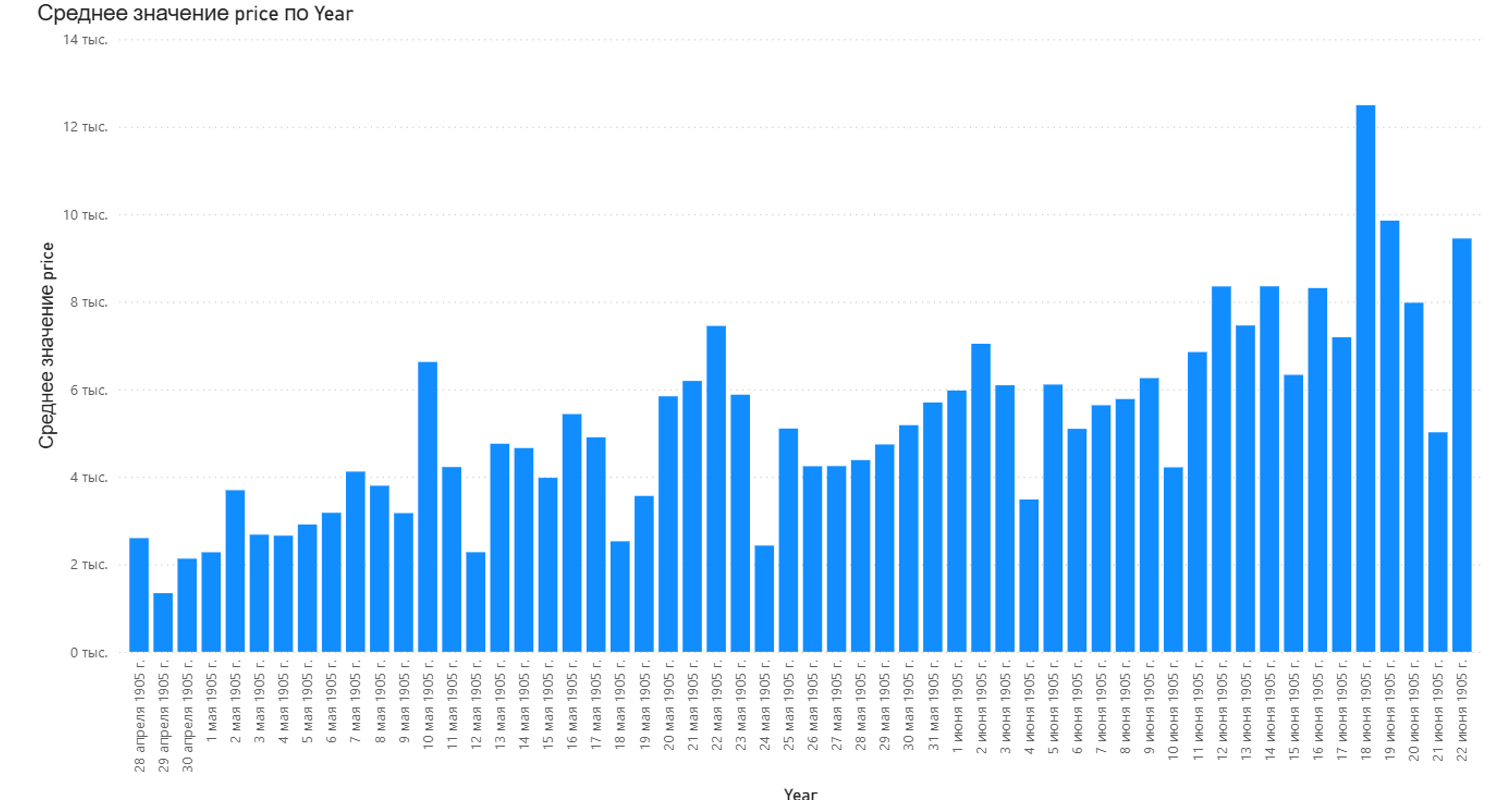 Среднее значение price по Year
14 тыс.
12 тыс.
10 тыс.
8 тыс.
6 тыс.
4 тыс.
2 тыс.
0 тыс.
Среднее значение price
28 апреля 1905 г.
29 апреля 1905 г.
30 апреля 1905 г.
1 мая 1905 г.
2 мая 1905 г.
3 мая 1905 г.
4 мая 1905 г.
5 мая 1905 г.
6 мая 1905 г.
7 мая 1905 г.
8 мая 1905 г.
9 мая 1905 г.
10 мая 1905 г.
11 мая 1905 г.
12 мая 1905 г.
13 мая 1905 г.
14 мая 1905 г.
15 мая 1905 г.
16 мая 1905 г.
17 мая 1905 г.
18 мая 1905 г.
19 мая 1905 г.
20 мая 1905 г.
21 мая 1905 г.
22 мая 1905 г.
23 мая 1905 г.
24 мая 1905 г.
25 мая 1905 г.
26 мая 1905 г.
27 мая 1905 г.
28 мая 1905 г.
29 мая 1905 г.
30 мая 1905 г.
31 мая 1905 г.
1 июня 1905 г.
2 июня 1905 г.
3 июня 1905 г.
4 июня 1905 г.
5 июня 1905 г.
6 июня 1905 г.
7 июня 1905 г.
8 июня 1905 г.
9 июня 1905 г.
10 июня 1905 г.
11 июня 1905 г.
12 июня 1905 г.
13 июня 1905 г.
14 июня 1905 г.
15 июня 1905 г.
16 июня 1905 г.
17 июня 1905 г.
18 июня 1905 г.
19 июня 1905 г.
20 июня 1905 г.
21 июня 1905 г.
22 июня 1905 г.
Year